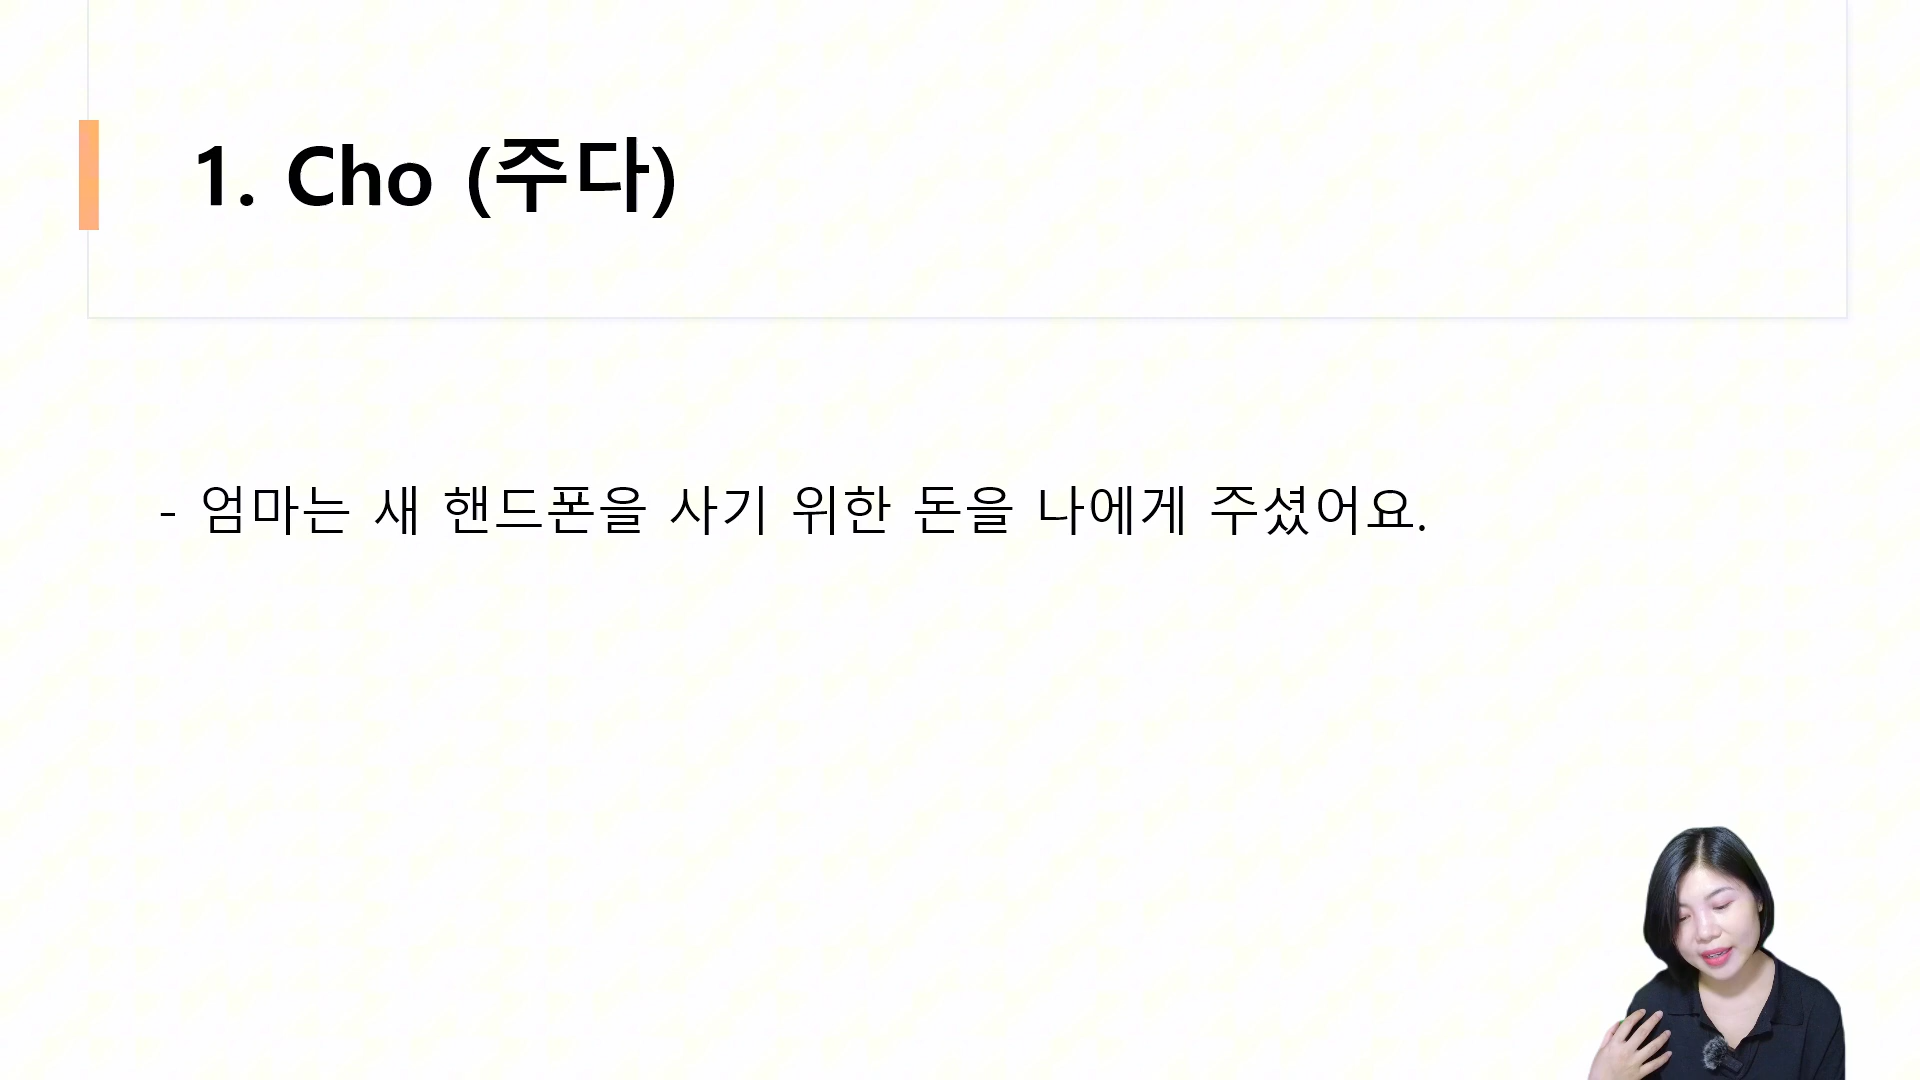 1. Cho (주다)
- 엄마는 새 핸드폰을 사기 위한 돈을 나에게 주셨어요.